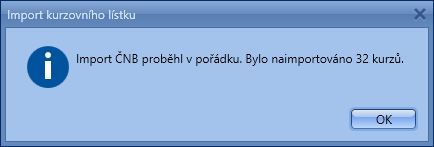 Import kurzovního lístku
Import ČNB proběhl v pořádku. Bylo naimportováno 32 kurzů.
OK